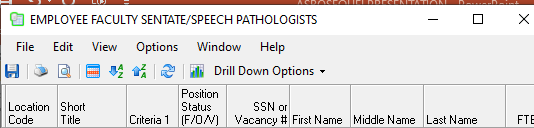 ASBOSEQUELPRESENTATION - PowerPoint
EMPLOYEE FACULTY SENTATE/SPEECH PATHOLOGISTS
File Edit View Options Window Help
Drill Down Options
Location Code
Short Title
Criteria 1
Position Status (F/O/V)
SSN or Vacancy #
First Name
Middle Name
Last Name
FTE